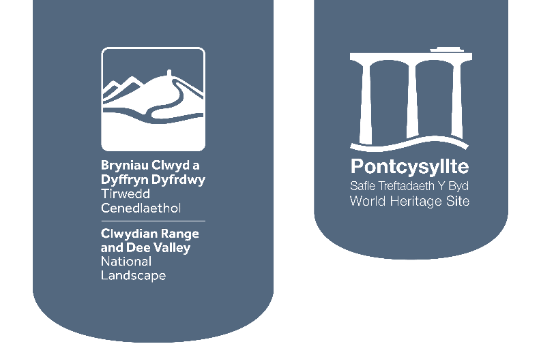 Bryniau Clwyd a
Dyffryn Dyfrdwy
Tirwedd
Cenedlaethol
Clwydian Range
and Dee Valley
National
Landscape
Pontcysyllte
Safle Treftadaeth Y Byd
World Heritage Site